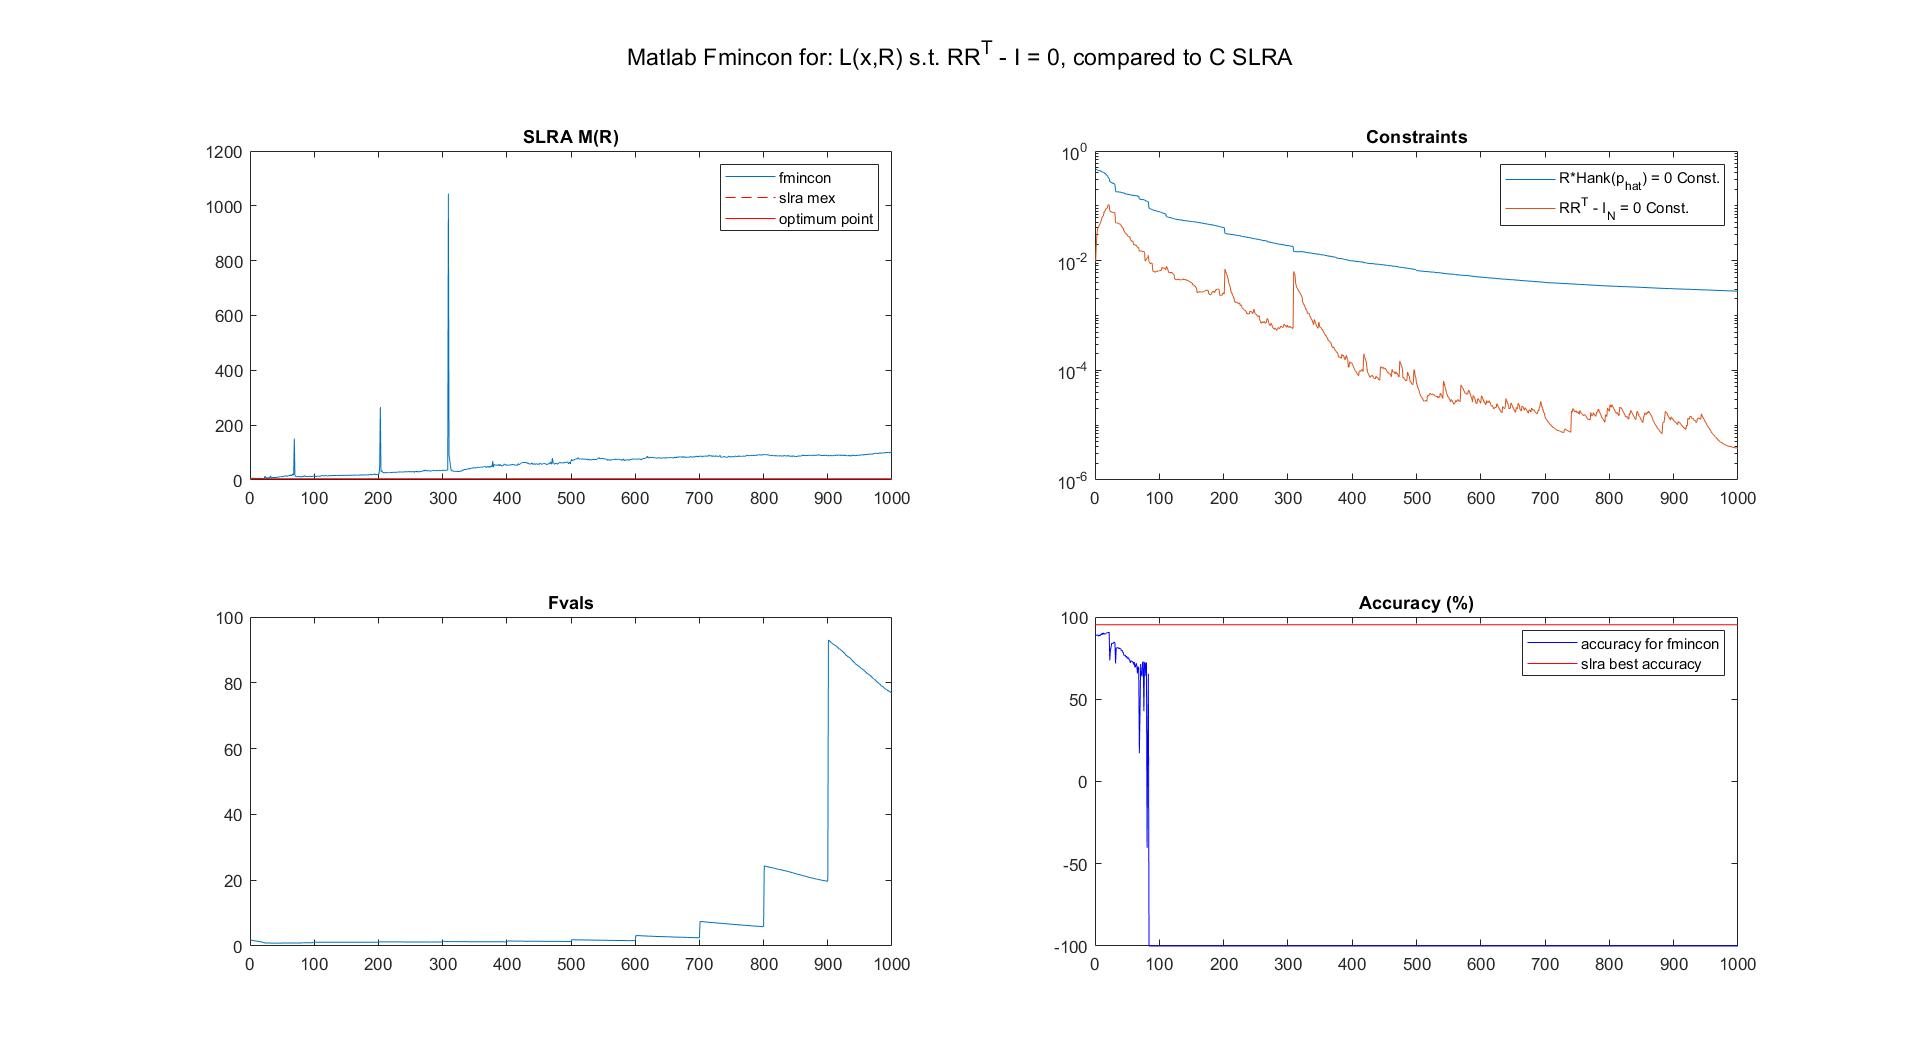 Matlab Fmincon for: L(x,R) s.t. RR^T - I = 0, compared to C SLRA
SLRA M(R)
1200
1000
800
600
400
200
0
0 100 200 300 400 500 600 700 800 900 1000
fmincon
slra mex
optimum point
Constraints
10^0
10^-2
10^-4
10^-6
0 100 200 300 400 500 600 700 800 900 1000
R*Hank(p_hat) = 0 Const.
RR^T - I_N = 0 Const.
Fvals
100
80
60
40
20
0
0 100 200 300 400 500 600 700 800 900 1000
Accuracy (%)
100
50
0
-50
-100
0 100 200 300 400 500 600 700 800 900 1000
accuracy for fmincon
slra best accuracy